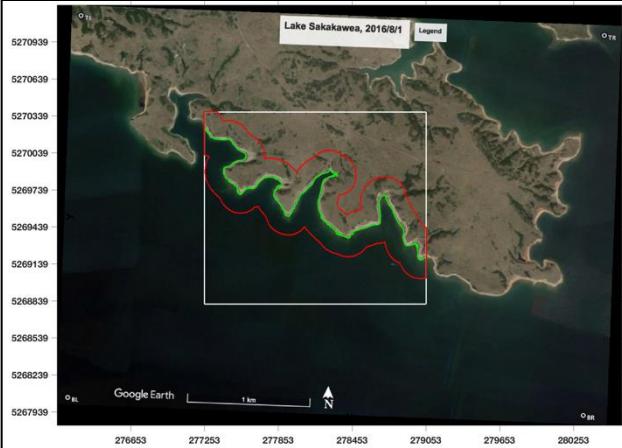 TL
Lake Sakakawea, 2016/8/1
Legend
TR
5270939
5270639
5270339
5270039
5269739
5269439
5269139
5268839
5268539
5268239
5267939
BL
Google Earth
1 km
N
BR
276653 277253 277853 278453 279053 279653 280253